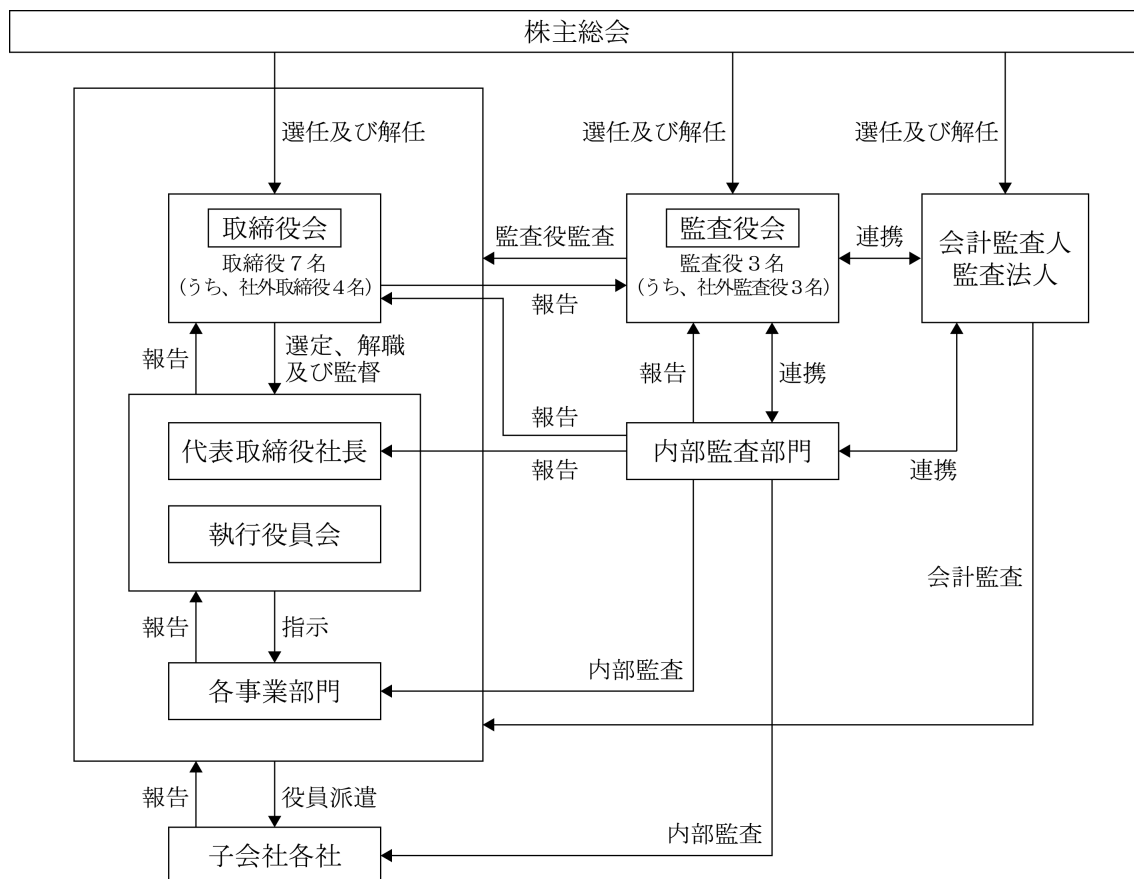 株主総会
選任及び解任
選任及び解任
選任及び解任
取締役会
取締役７名
（うち、社外取締役４名）
監査役監査
報告
監査役会
監査役３名
（うち、社外監査役３名）
連携
会計監査人
監査法人
報告
選定、解職
及び監督
報告
連携
代表取締役社長
執行役員会
報告
報告
内部監査部門
連携
会計監査
報告
指示
各事業部門
内部監査
報告
役員派遣
子会社各社
内部監査